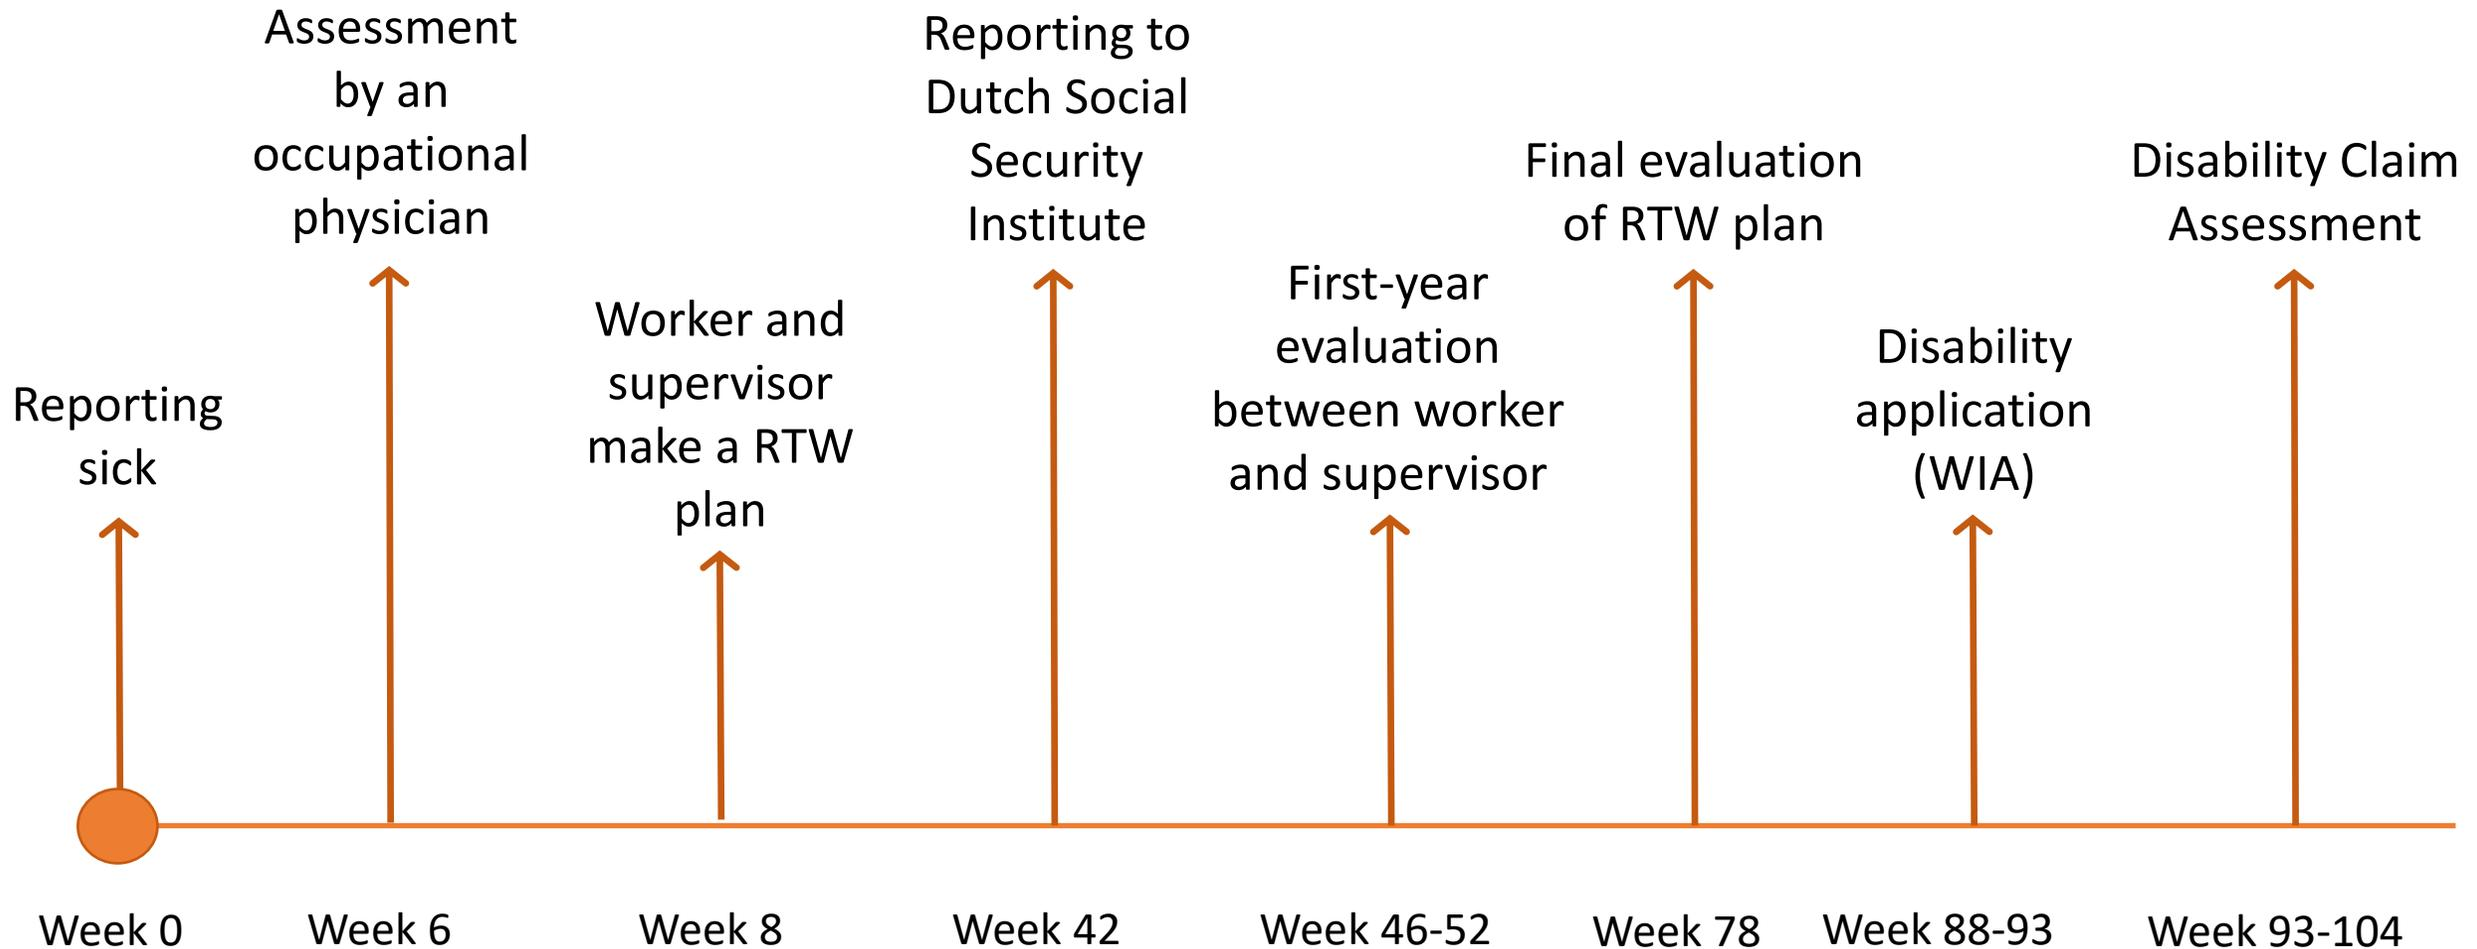 Reporting
sick
Assessment
by an
occupational
physician
Worker and
supervisor
make a RTW
plan
Reporting to
Dutch Social
Security
Institute
First-year
evaluation
between worker
and supervisor
Final evaluation
of RTW plan
Disability
application
(WIA)
Disability Claim
Assessment
Week 0
Week 6
Week 8
Week 42
Week 46-52
Week 78
Week 88-93
Week 93-104